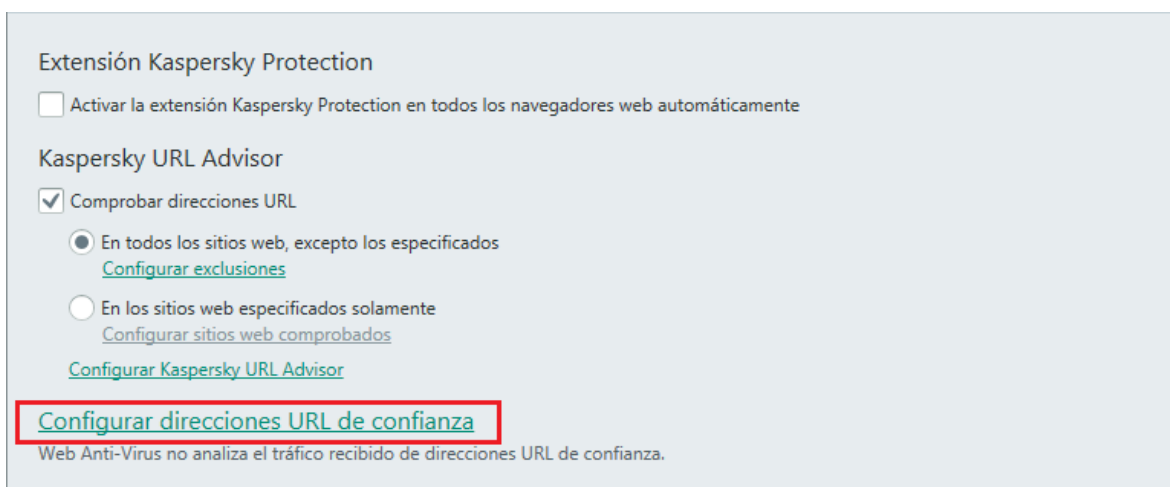 Extensión Kaspersky Protection
Activar la extensión Kaspersky Protection en todos los navegadores web automáticamente
Kaspersky URL Advisor
Comprobar direcciones URL
En todos los sitios web, excepto los especificados
Configurar exclusiones
En los sitios web especificados solamente
Configurar sitios web comprobados
Configurar Kaspersky URL Advisor
Configurar direcciones URL de confianza
Web Anti-Virus no analiza el tráfico recibido de direcciones URL de confianza.